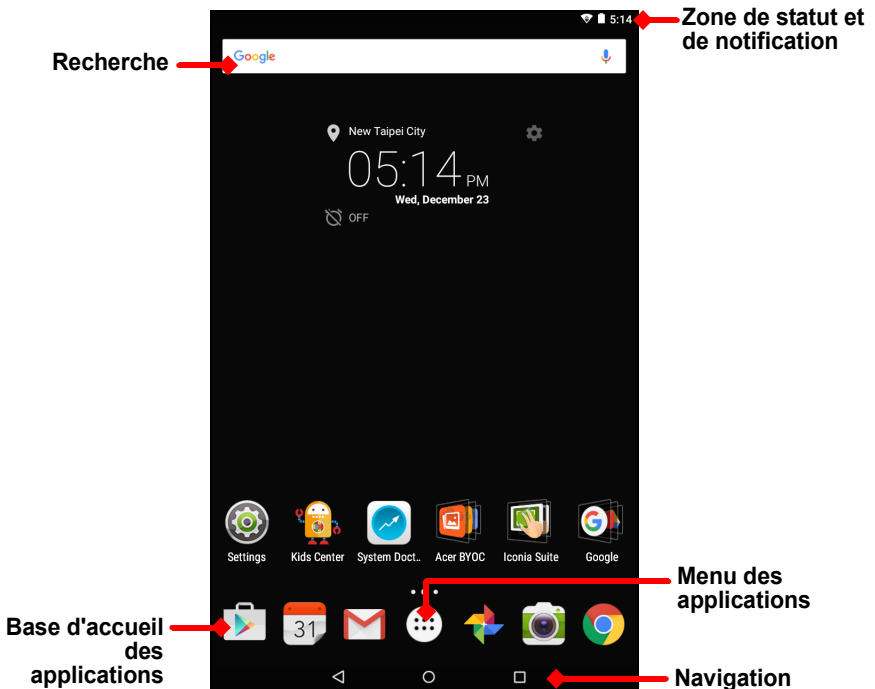 5:14
Zone de statut et
de notification
Recherche
Google
New Taipei City
05:14 PM
Wed, December 23
OFF
Settings
Kids Center
System Doct..
Acer BYOC
Iconia Suite
Google
Menu des
applications
31
Base d'accueil
des
applications
Navigation